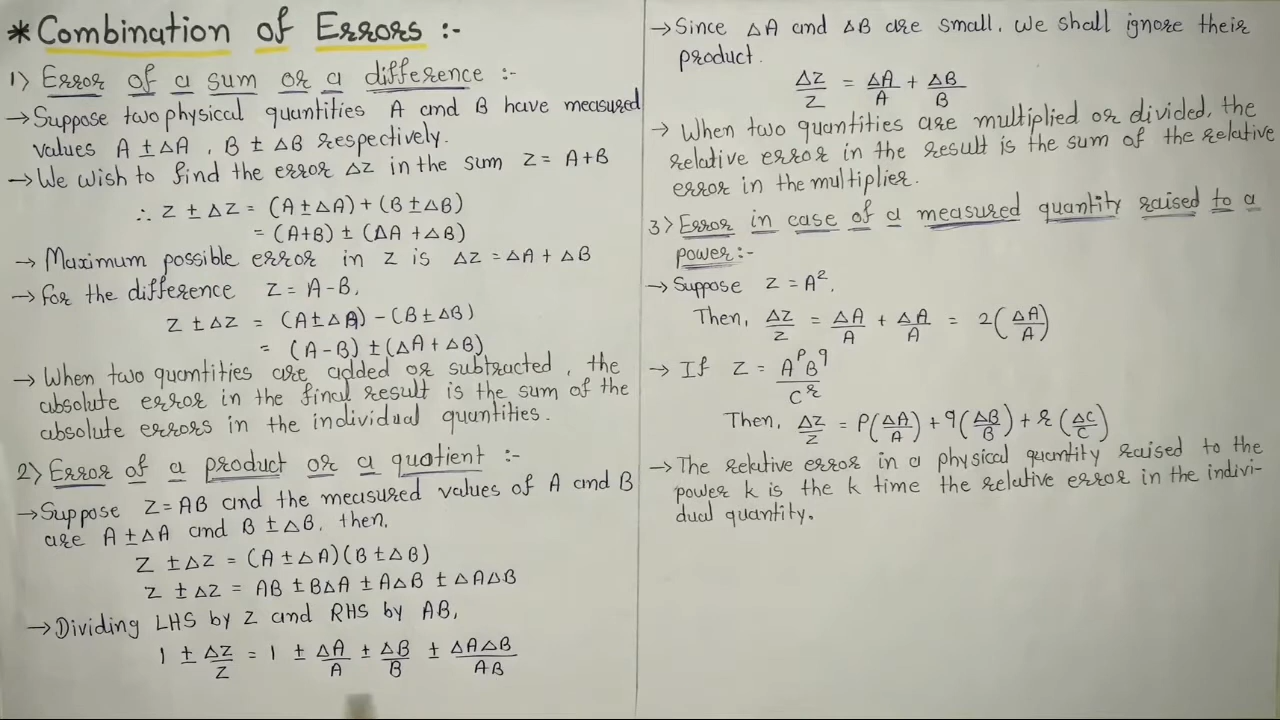 * Combination of Errors :-
1) Error of a sum or a difference :-
→ Suppose two physical quantities A and B have measured
values A ± ΔA , B ± ΔB respectively.
→ We wish to find the error ΔZ in the sum Z = A+B
∴ Z ± ΔZ = (A ± ΔA) + (B ± ΔB)
= (A+B) ± (ΔA + ΔB)
→ Maximum possible error in Z is ΔZ = ΔA + ΔB
→ For the difference Z = A-B,
Z ± ΔZ = (A ± ΔA) - (B ± ΔB)
= (A-B) ± (ΔA + ΔB)
→ When two quantities are added or subtracted, the
absolute error in the final result is the sum of the
absolute errors in the individual quantities.
2) Error of a product or a quotient :-
→ Suppose Z = AB and the measured values of A and B
are A ± ΔA and B ± ΔB, then,
Z ± ΔZ = (A ± ΔA)(B ± ΔB)
Z ± ΔZ = AB ± BΔA ± AΔB ± ΔAΔB
→ Dividing LHS by Z and RHS by AB,
1 ± ΔZ/Z = 1 ± ΔA/A ± ΔB/B ± ΔAΔB/AB
→ Since ΔA and ΔB are small, we shall ignore their
product.
ΔZ/Z = ΔA/A + ΔB/B
→ When two quantities are multiplied or divided, the
relative error in the result is the sum of the relative
error in the multiplier.
3) Error in case of a measured quantity raised to a
power :-
→ Suppose Z = A²,
Then, ΔZ/Z = ΔA/A + ΔA/A = 2(ΔA/A)
→ If Z = A^p B^q / C^r
Then, ΔZ/Z = P(ΔA/A) + q(ΔB/B) + r(ΔC/C)
→ The relative error in a physical quantity raised to the
power k is the k time the relative error in the indivi-
dual quantity.